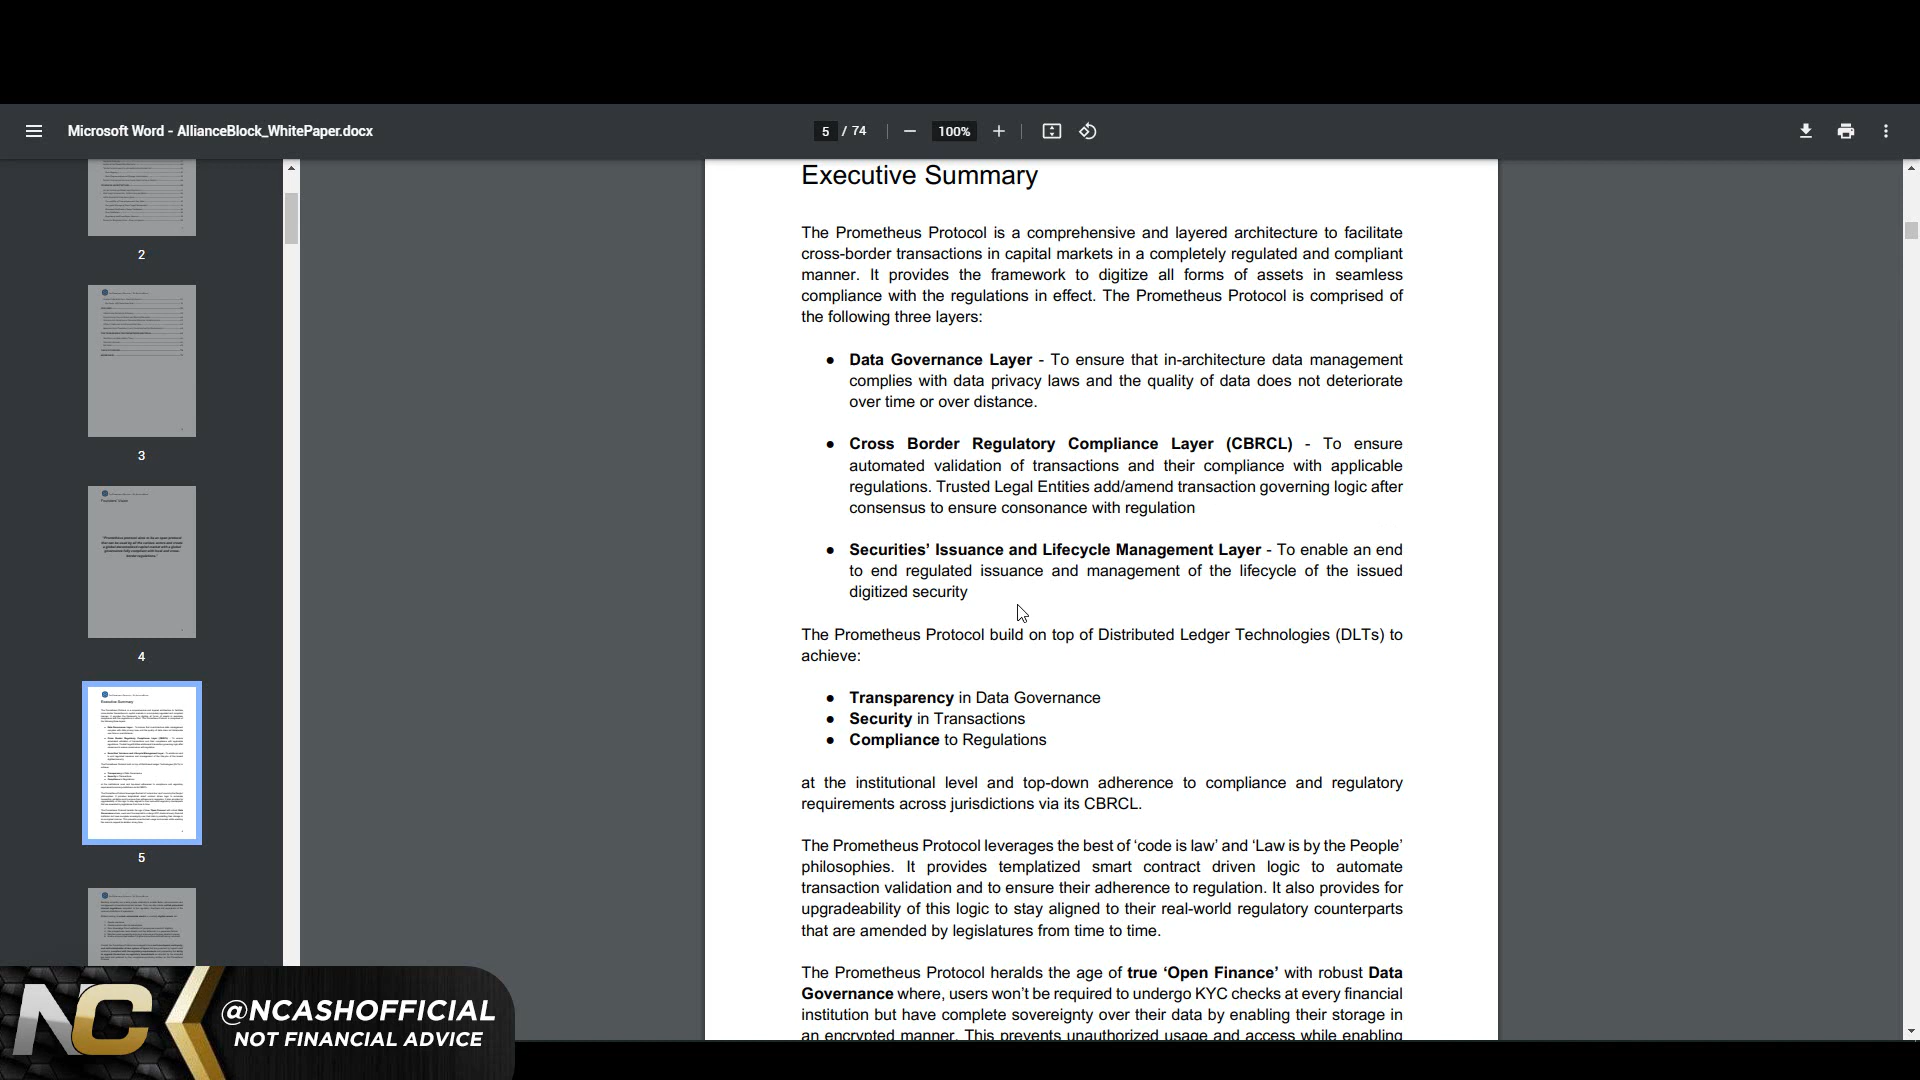 Microsoft Word - AllianceBlock_WhitePaper.docx
5 / 74
100%
2
3
4
5
Executive Summary
The Prometheus Protocol is a comprehensive and layered architecture to facilitate
cross-border transactions in capital markets in a completely regulated and compliant
manner. It provides the framework to digitize all forms of assets in seamless
compliance with the regulations in effect. The Prometheus Protocol is comprised of
the following three layers:
● Data Governance Layer - To ensure that in-architecture data management
complies with data privacy laws and the quality of data does not deteriorate
over time or over distance.
● Cross Border Regulatory Compliance Layer (CBRCL) - To ensure
automated validation of transactions and their compliance with applicable
regulations. Trusted Legal Entities add/amend transaction governing logic after
consensus to ensure consonance with regulation
● Securities’ Issuance and Lifecycle Management Layer - To enable an end
to end regulated issuance and management of the lifecycle of the issued
digitized security
The Prometheus Protocol build on top of Distributed Ledger Technologies (DLTs) to
achieve:
● Transparency in Data Governance
● Security in Transactions
● Compliance to Regulations
at the institutional level and top-down adherence to compliance and regulatory
requirements across jurisdictions via its CBRCL.
The Prometheus Protocol leverages the best of ‘code is law’ and ‘Law is by the People’
philosophies. It provides templatized smart contract driven logic to automate
transaction validation and to ensure their adherence to regulation. It also provides for
upgradeability of this logic to stay aligned to their real-world regulatory counterparts
that are amended by legislatures from time to time.
The Prometheus Protocol heralds the age of true ‘Open Finance’ with robust Data
Governance where, users won’t be required to undergo KYC checks at every financial
institution but have complete sovereignty over their data by enabling their storage in
an encrypted manner. This prevents unauthorized usage and access while enabling
NC
@NCASHOFFICIAL
NOT FINANCIAL ADVICE